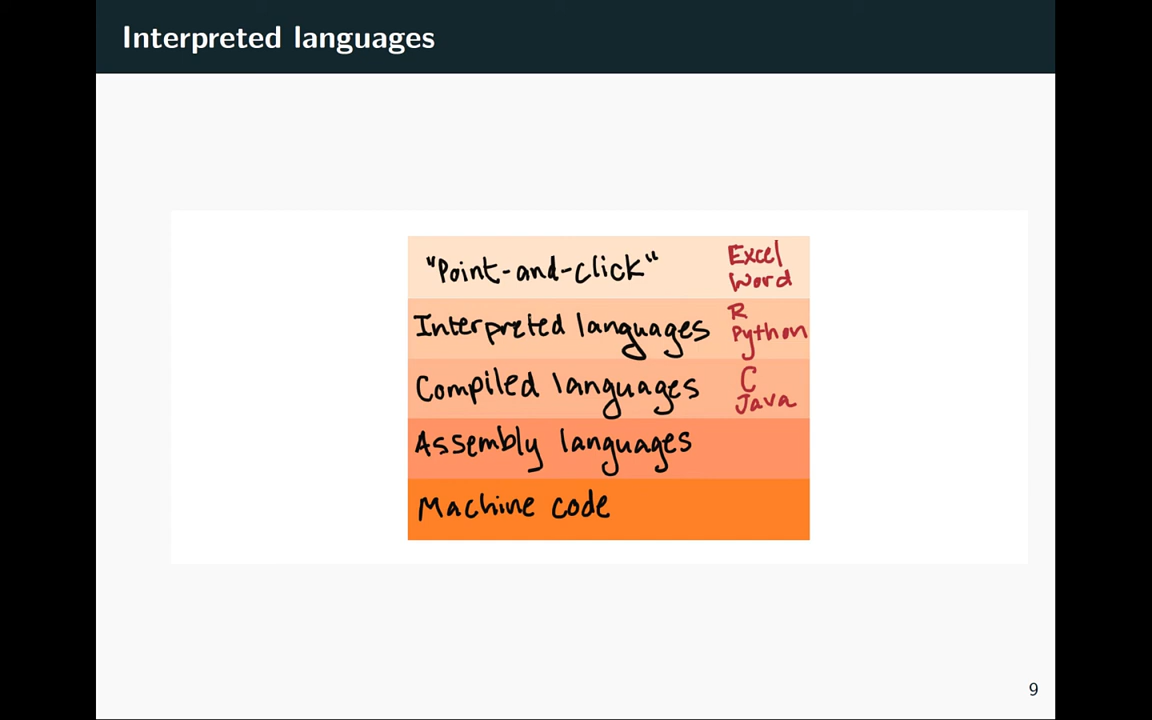 Interpreted languages
"Point-and-click" Excel
Word
Interpreted languages R
Python
Compiled languages C
Java
Assembly languages
Machine code
9